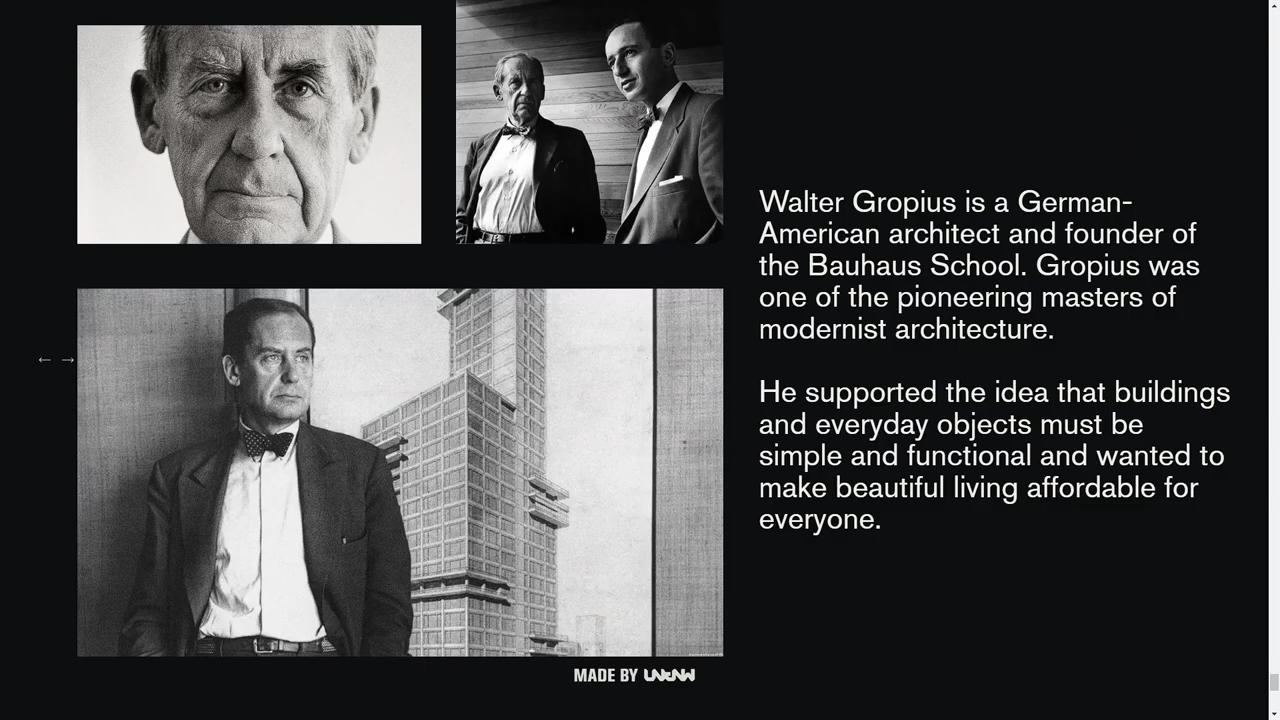 Walter Gropius is a German-
American architect and founder of
the Bauhaus School. Gropius was
one of the pioneering masters of
modernist architecture.
He supported the idea that buildings
and everyday objects must be
simple and functional and wanted to
make beautiful living affordable for
everyone.
MADE BY